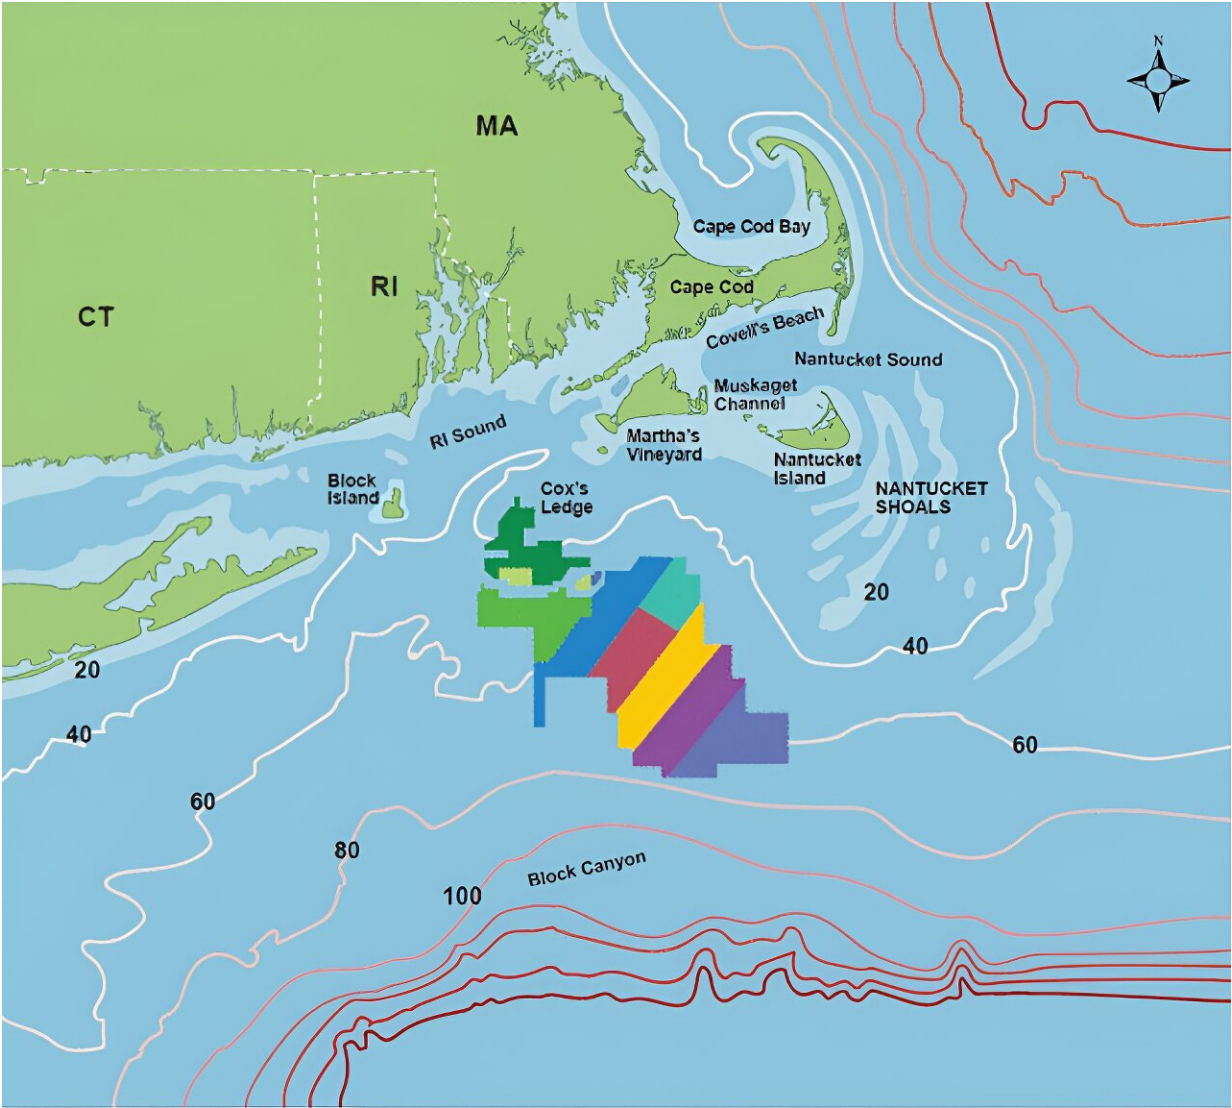 N
MA
Cape Cod Bay
RI
Cape Cod
CT
Covell's Beach
Nantucket Sound
Muskaget
Channel
RI Sound
Martha's
Vineyard
Nantucket
Island
Block
Island
Cox's
Ledge
NANTUCKET
SHOALS
20
40
20
40
60
60
80
100
Block Canyon